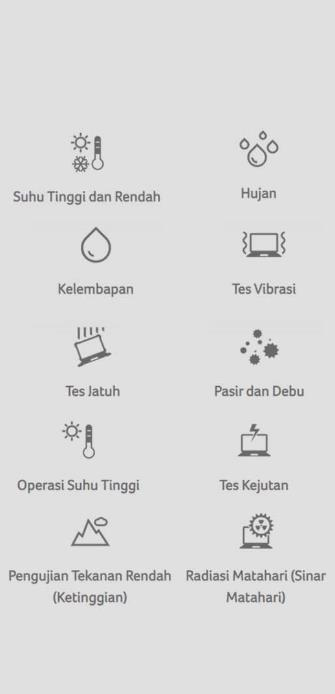 Suhu Tinggi dan Rendah
Hujan
Kelembapan
Tes Vibrasi
Tes Jatuh
Pasir dan Debu
Operasi Suhu Tinggi
Tes Kejutan
Pengujian Tekanan Rendah
(Ketinggian)
Radiasi Matahari (Sinar
Matahari)